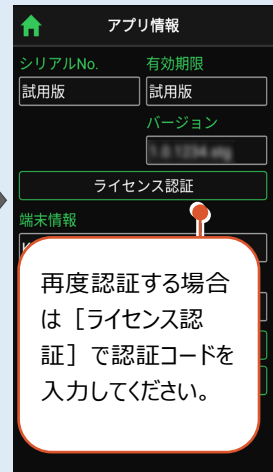 アプリ情報
シリアルNo. 有効期限
試用版 試用版
バージョン
ライセンス認証
端末情報
再度認証する場合
は［ライセンス認
証］で認証コードを
入力してください。